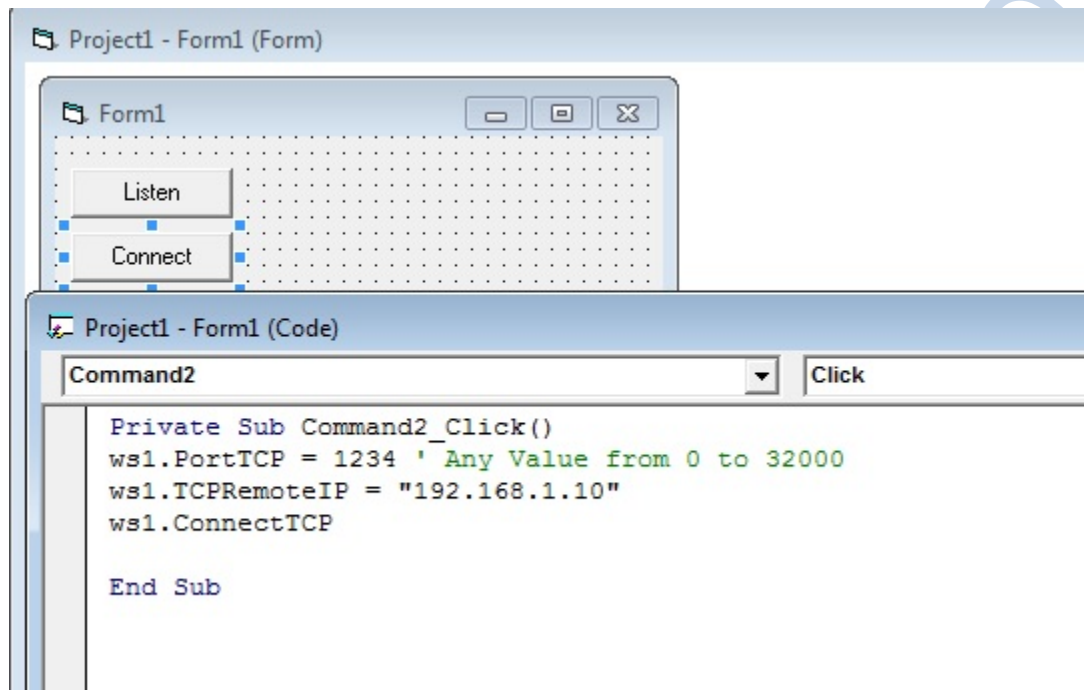 Project1 - Form1 (Form)
Form1
Listen
Connect
Project1 - Form1 (Code)
Command2 Click
Private Sub Command2_Click()
ws1.PortTCP = 1234 ' Any Value from 0 to 32000
ws1.TCPRemoteIP = "192.168.1.10"
ws1.ConnectTCP
End Sub